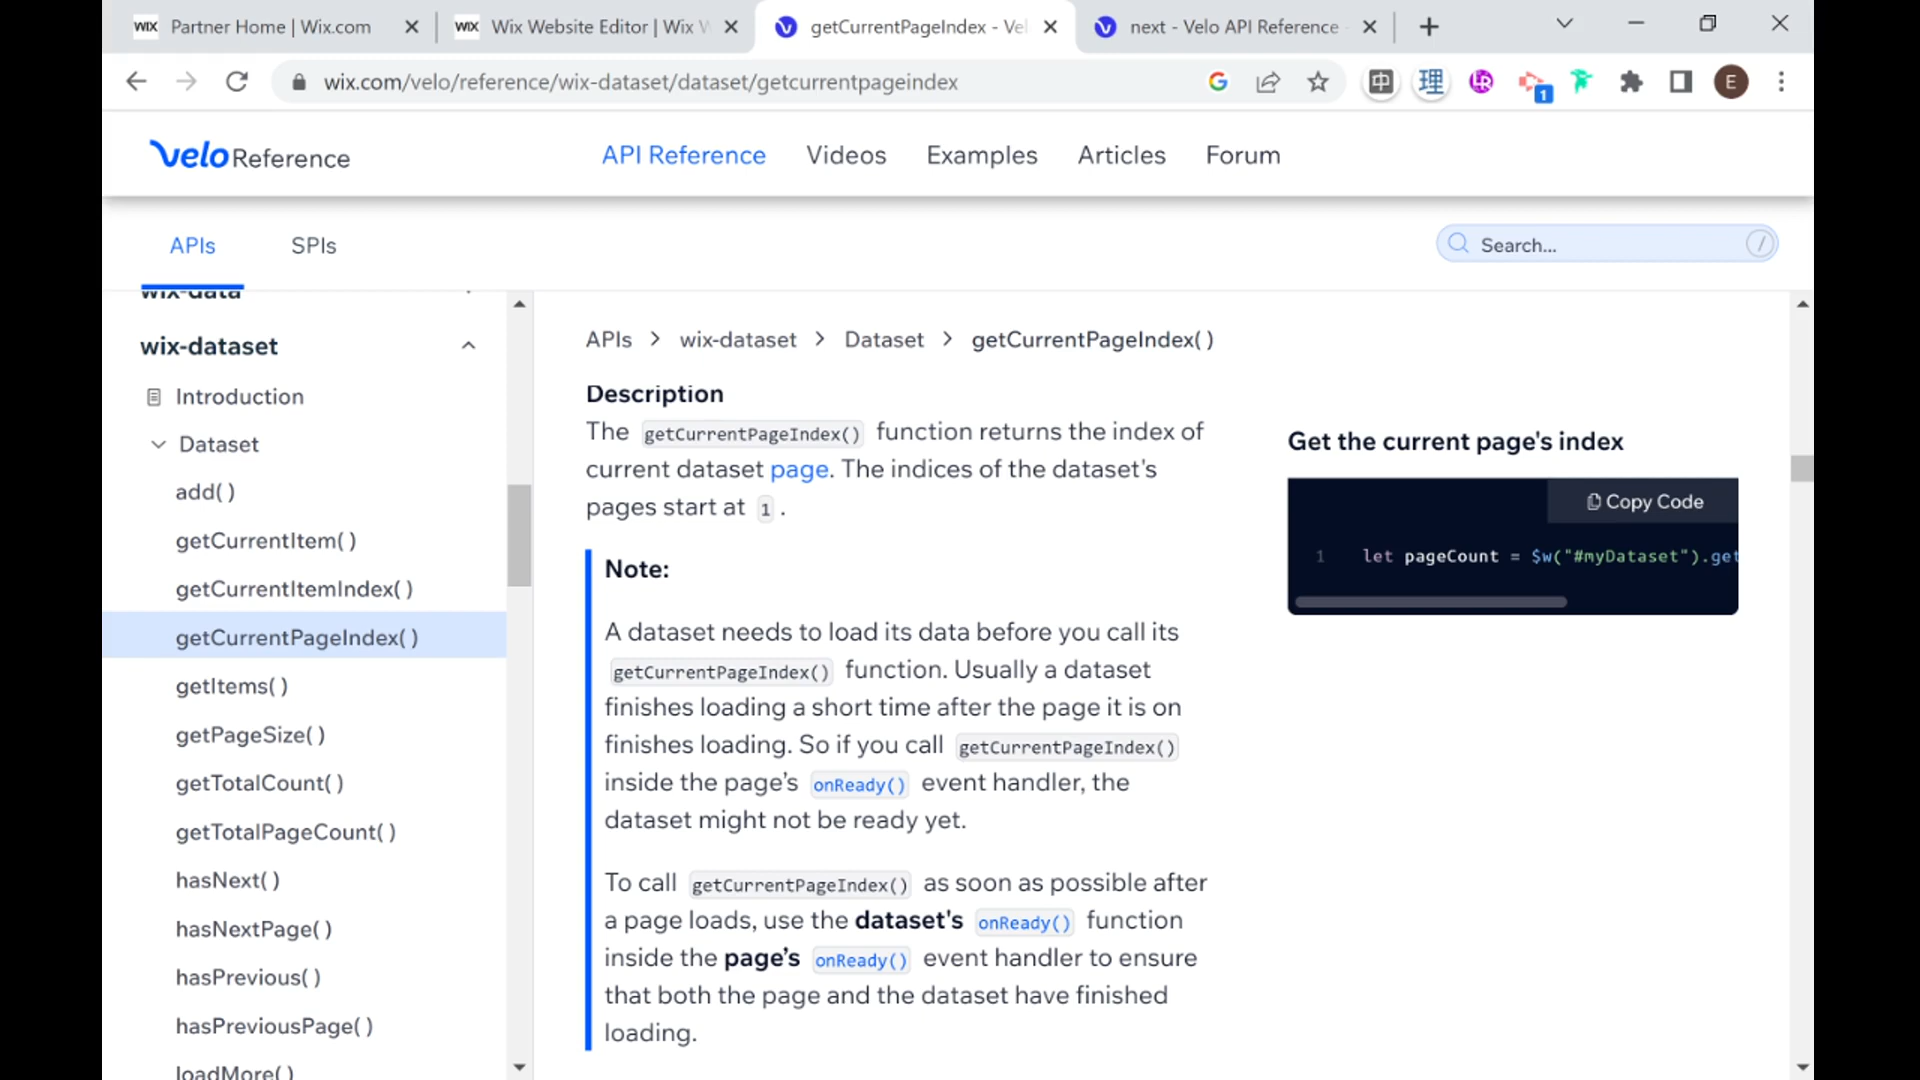 WIX Partner Home | Wix.com
WIX Wix Website Editor | Wix
getCurrentPageIndex - Vel
next - Velo API Reference
wix.com/velo/reference/wix-dataset/dataset/getcurrentpageindex
中
理
1
E
velo Reference
API Reference
Videos
Examples
Articles
Forum
APIs
SPIs
Search...
/
wix-data
wix-dataset
Introduction
Dataset
add( )
getCurrentItem( )
getCurrentItemIndex( )
getCurrentPageIndex( )
getItems( )
getPageSize( )
getTotalCount( )
getTotalPageCount( )
hasNext( )
hasNextPage( )
hasPrevious( )
hasPreviousPage( )
loadMore( )
APIs > wix-dataset > Dataset > getCurrentPageIndex( )
Description
The getCurrentPageIndex() function returns the index of
current dataset page. The indices of the dataset's
pages start at 1 .
Note:
A dataset needs to load its data before you call its
getCurrentPageIndex() function. Usually a dataset
finishes loading a short time after the page it is on
finishes loading. So if you call getCurrentPageIndex()
inside the page's onReady() event handler, the
dataset might not be ready yet.
To call getCurrentPageIndex() as soon as possible after
a page loads, use the dataset's onReady() function
inside the page's onReady() event handler to ensure
that both the page and the dataset have finished
loading.
Get the current page's index
Copy Code
1 let pageCount = $w("#myDataset").get